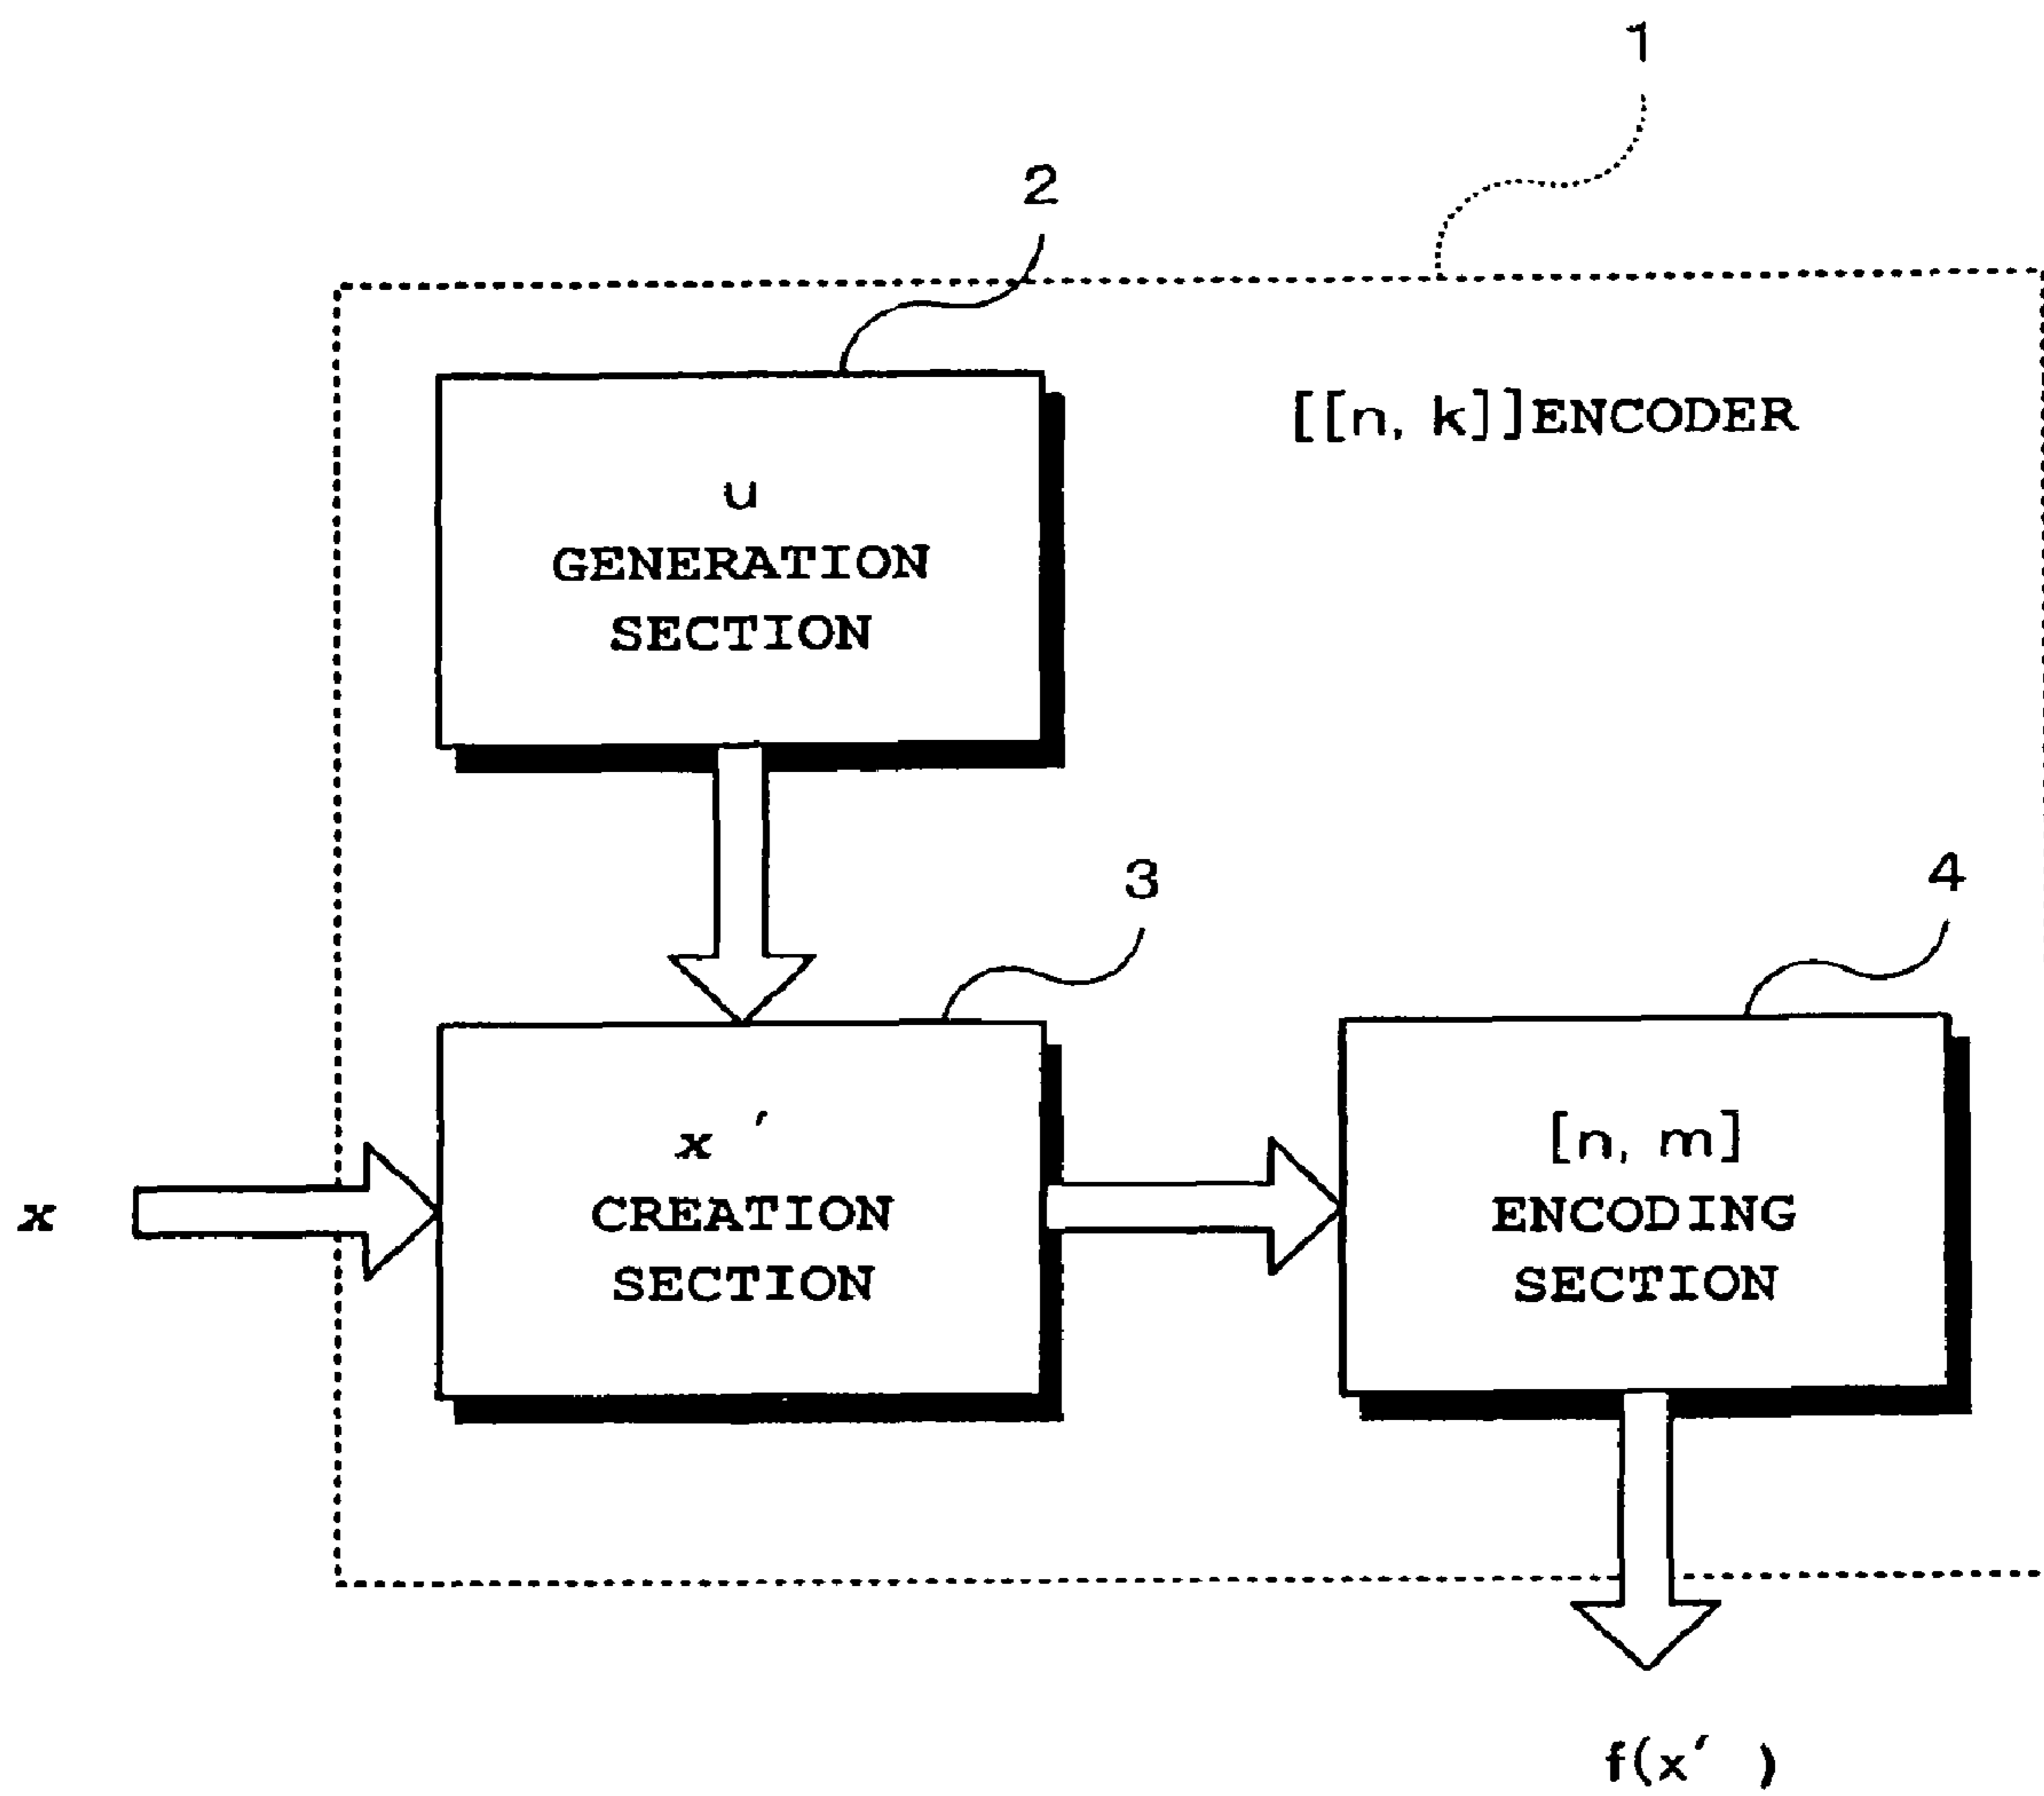 1
2
[[n, k]]ENCODER
u
GENERATION
SECTION
3
4
x
x′
CREATION
SECTION
[n, m]
ENCODING
SECTION
f(x′ )